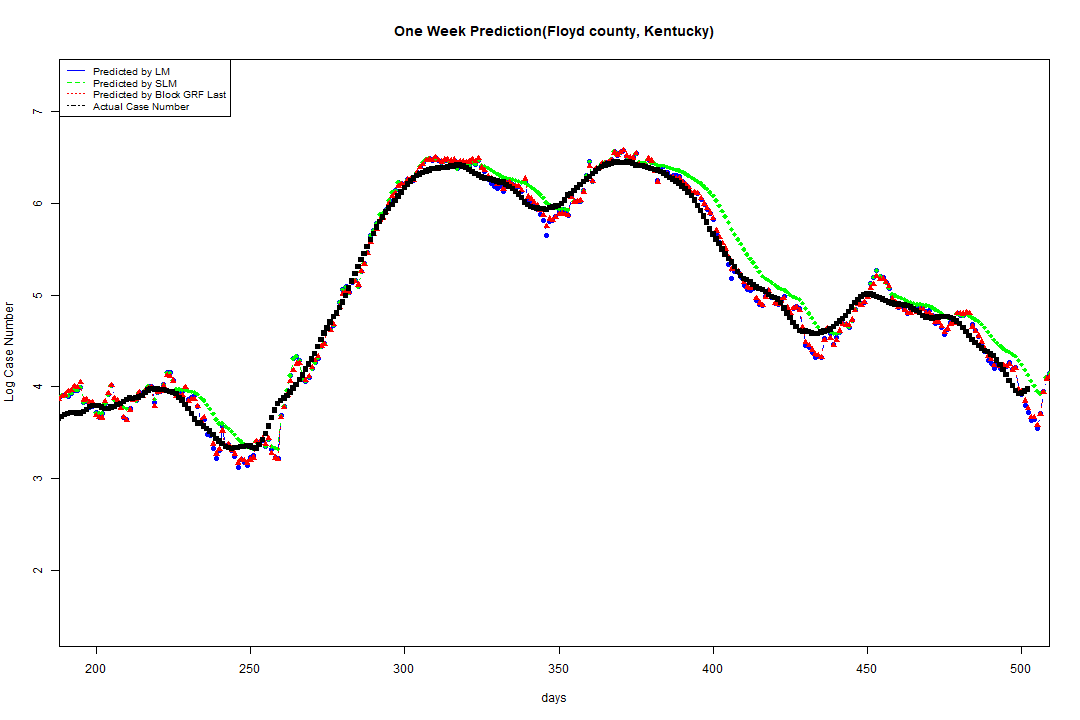 One Week Prediction(Floyd county, Kentucky)
Predicted by LM
Predicted by SLM
Predicted by Block GRF Last
Actual Case Number
7
6
5
4
3
2
Log Case Number
200 250 300 350 400 450 500
days